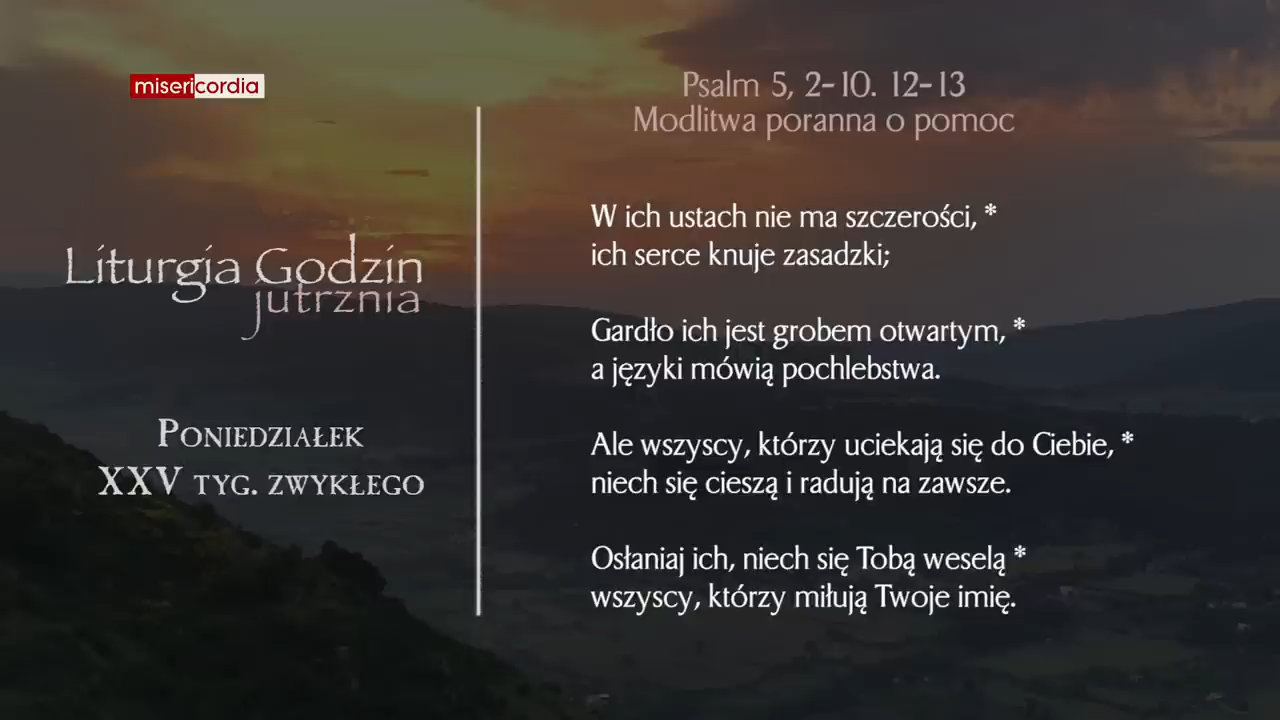 misericordia
Liturgia Godzin
jutrznia
Poniedziałek
XXV tyg. zwykłego
Psalm 5, 2-10. 12-13
Modlitwa poranna o pomoc
W ich ustach nie ma szczerości, *
ich serce knuje zasadzki;
Gardło ich jest grobem otwartym, *
a języki mówią pochlebstwa.
Ale wszyscy, którzy uciekają się do Ciebie, *
niech się cieszą i radują na zawsze.
Osłaniaj ich, niech się Tobą weselą *
wszyscy, którzy miłują Twoje imię.